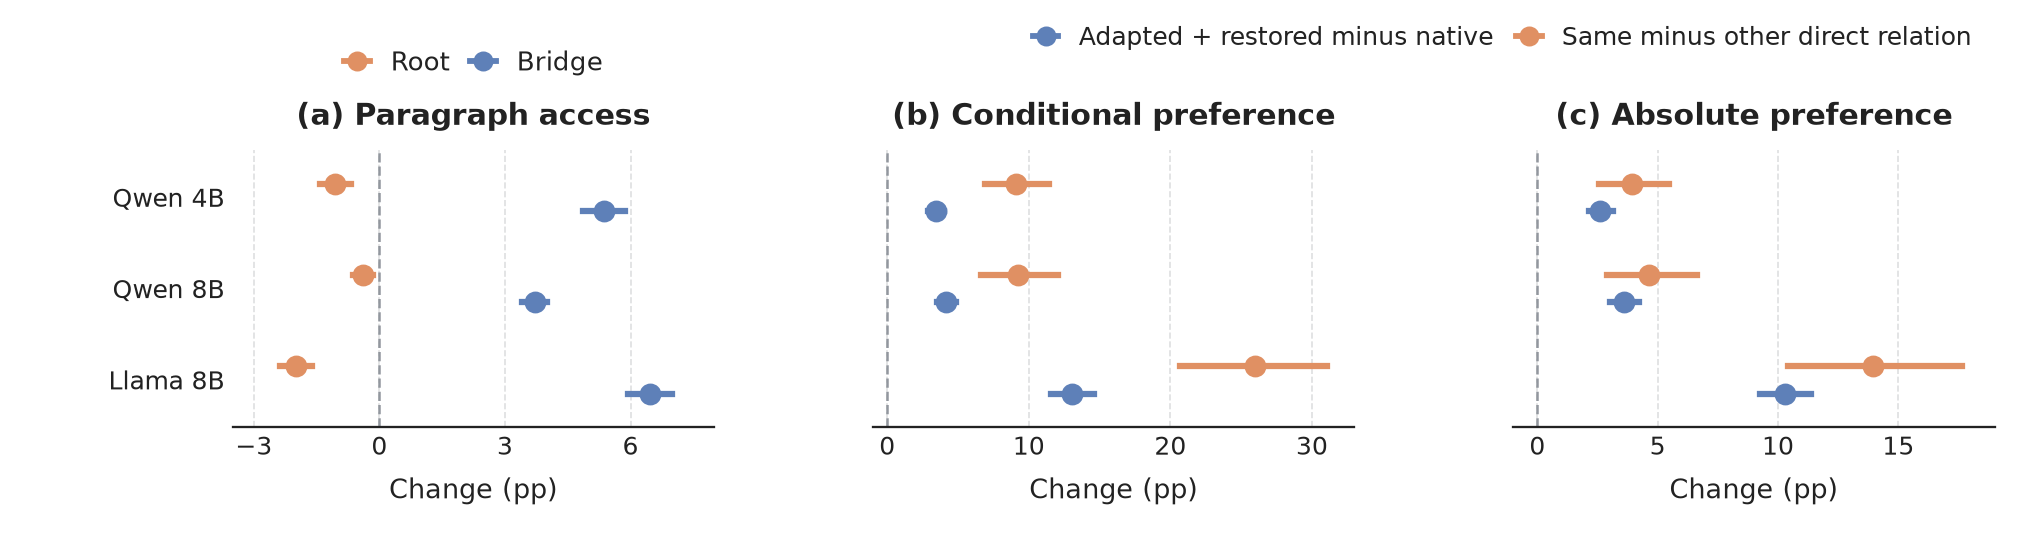 Adapted + restored minus native Same minus other direct relation
Root Bridge
(a) Paragraph access
(b) Conditional preference
(c) Absolute preference
Qwen 4B
Qwen 8B
Llama 8B
−3 0 3 6
0 10 20 30
0 5 10 15
Change (pp)
Change (pp)
Change (pp)